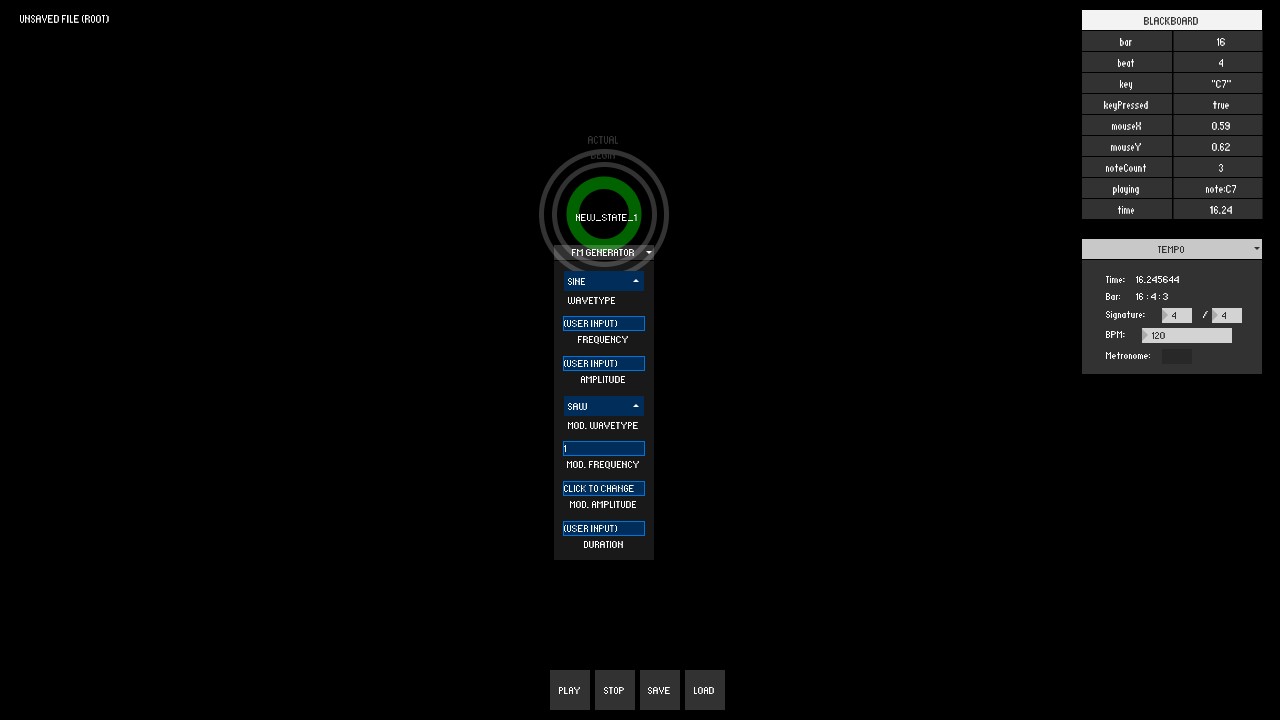 UNSAVED FILE (ROOT)
BLACKBOARD
bar 16
beat 4
key "C7"
keyPressed true
mouseX 0.59
mouseY 0.62
noteCount 3
playing note:C7
time 16.24
TEMPO
Time: 16.245644
Bar: 16 : 4 : 3
Signature: 4 / 4
BPM: 120
Metronome:
ACTUAL
BEGIN
NEW_STATE_1
FM GENERATOR
SINE
WAVETYPE
(USER INPUT)
FREQUENCY
(USER INPUT)
AMPLITUDE
SAW
MOD. WAVETYPE
1
MOD. FREQUENCY
CLICK TO CHANGE
MOD. AMPLITUDE
(USER INPUT)
DURATION
PLAY STOP SAVE LOAD